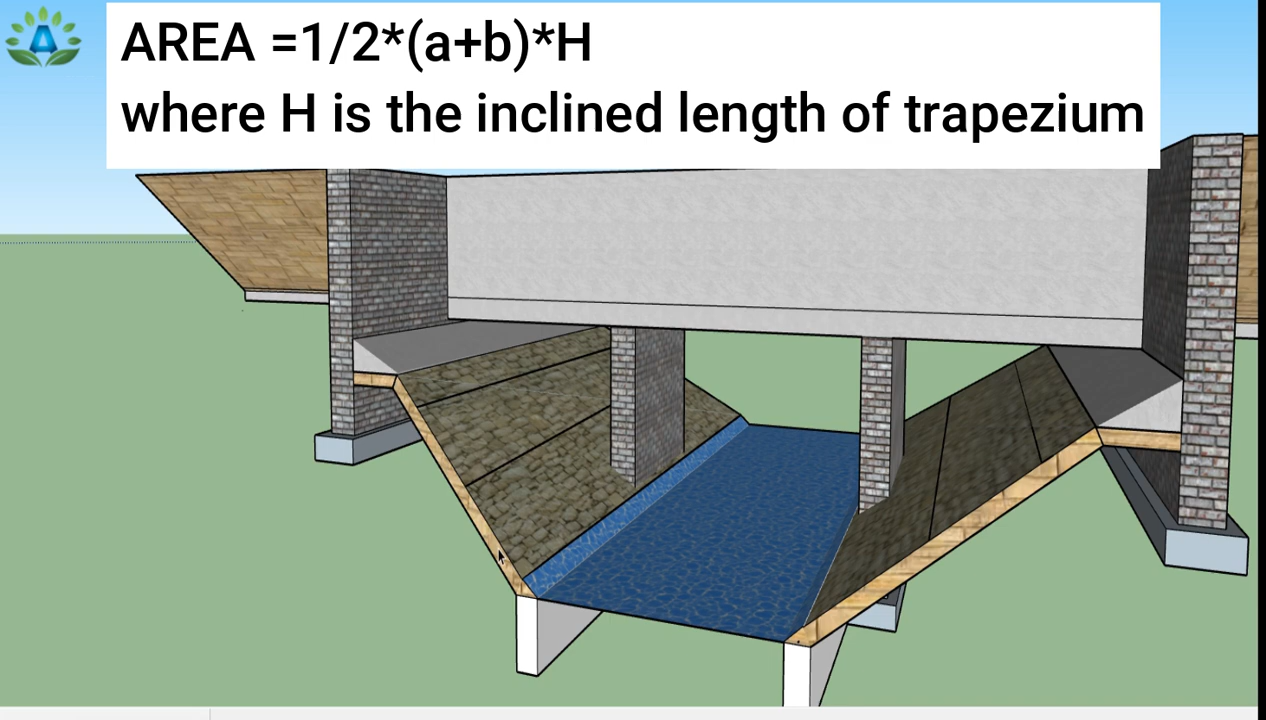 AREA =1/2*(a+b)*H
where H is the inclined length of trapezium